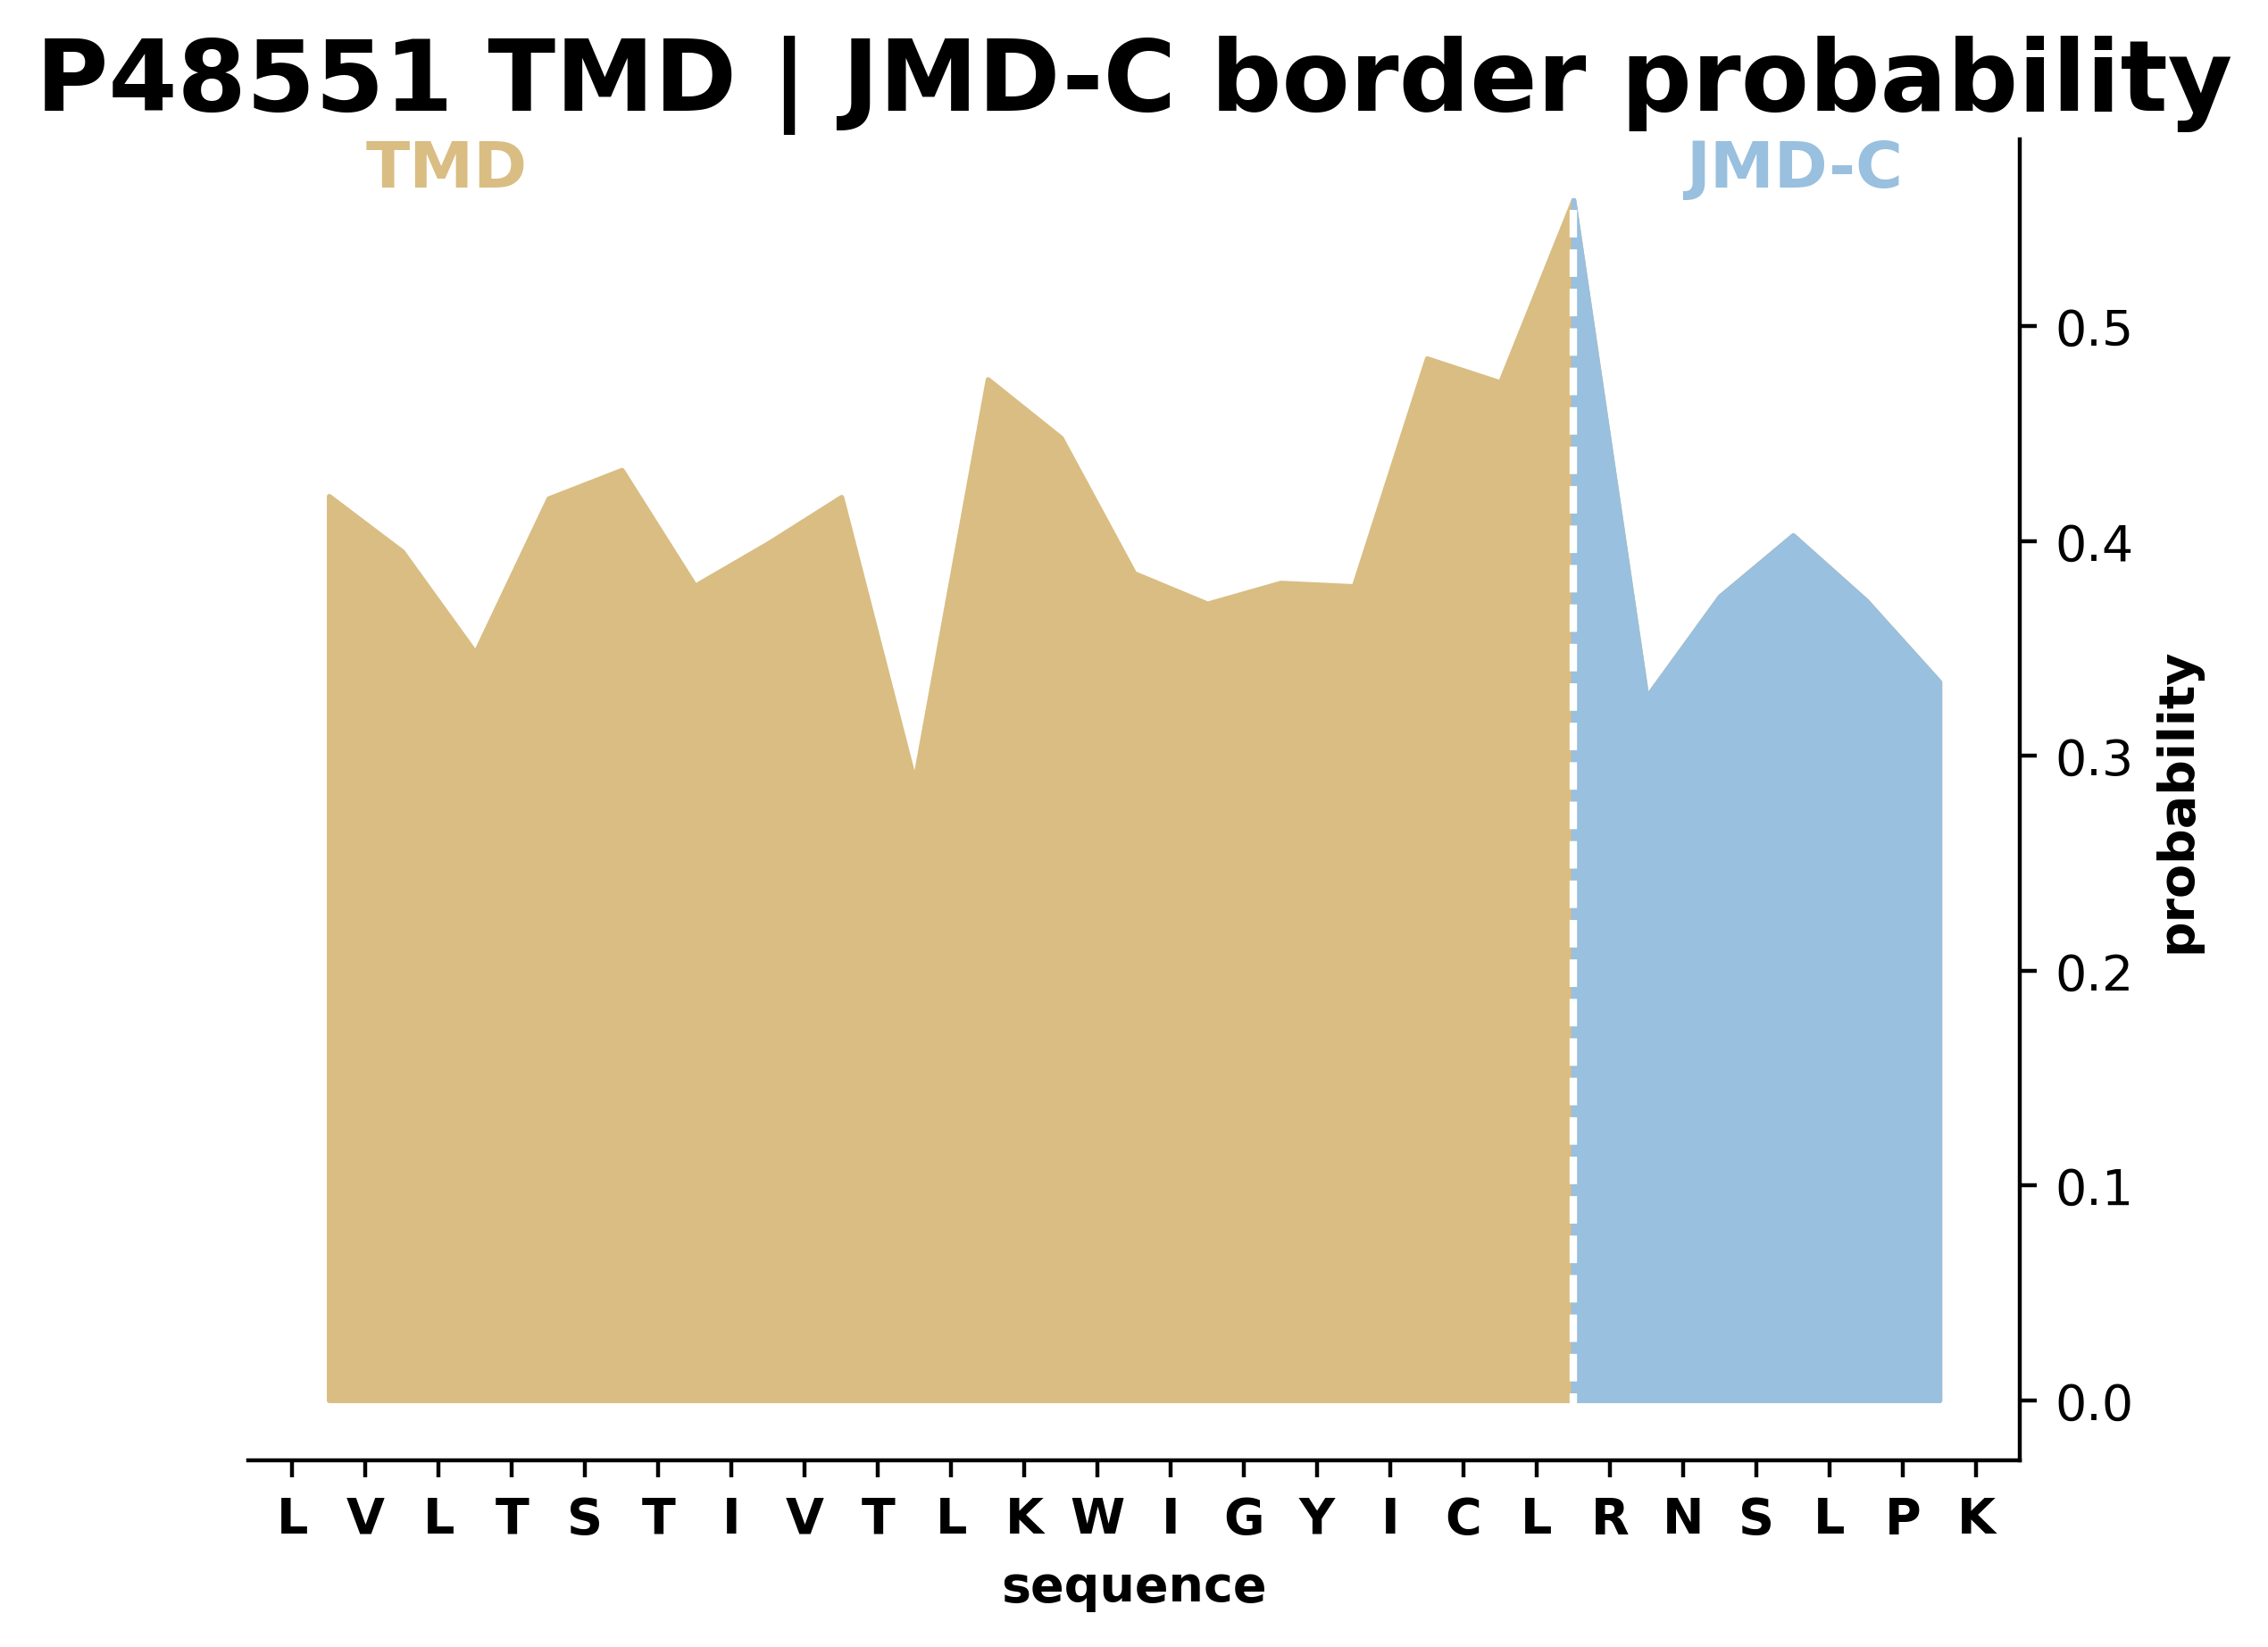 P48551 TMD | JMD-C border probability
TMD JMD-C
0.5
0.4
0.3
0.2
0.1
0.0
probability
L V L T S T I V T L K W I G Y I C L R N S L P K
sequence